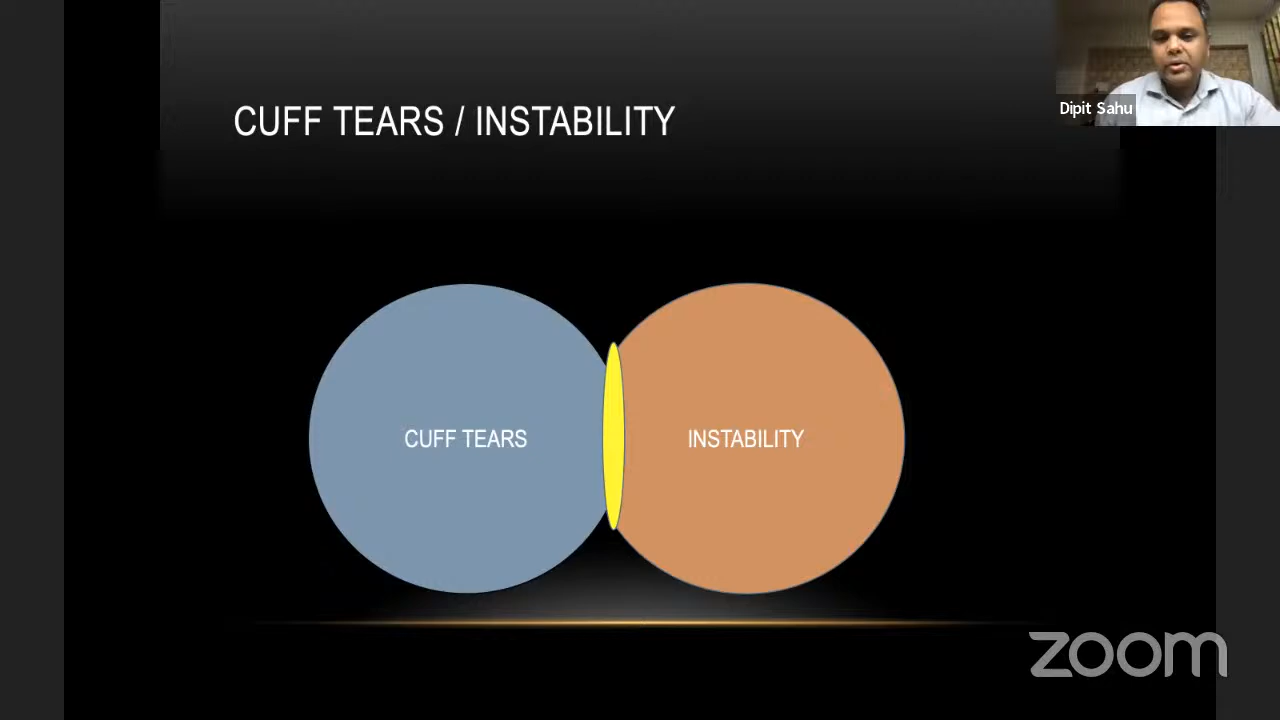 CUFF TEARS / INSTABILITY
Dipit Sahu
CUFF TEARS
INSTABILITY
zoom